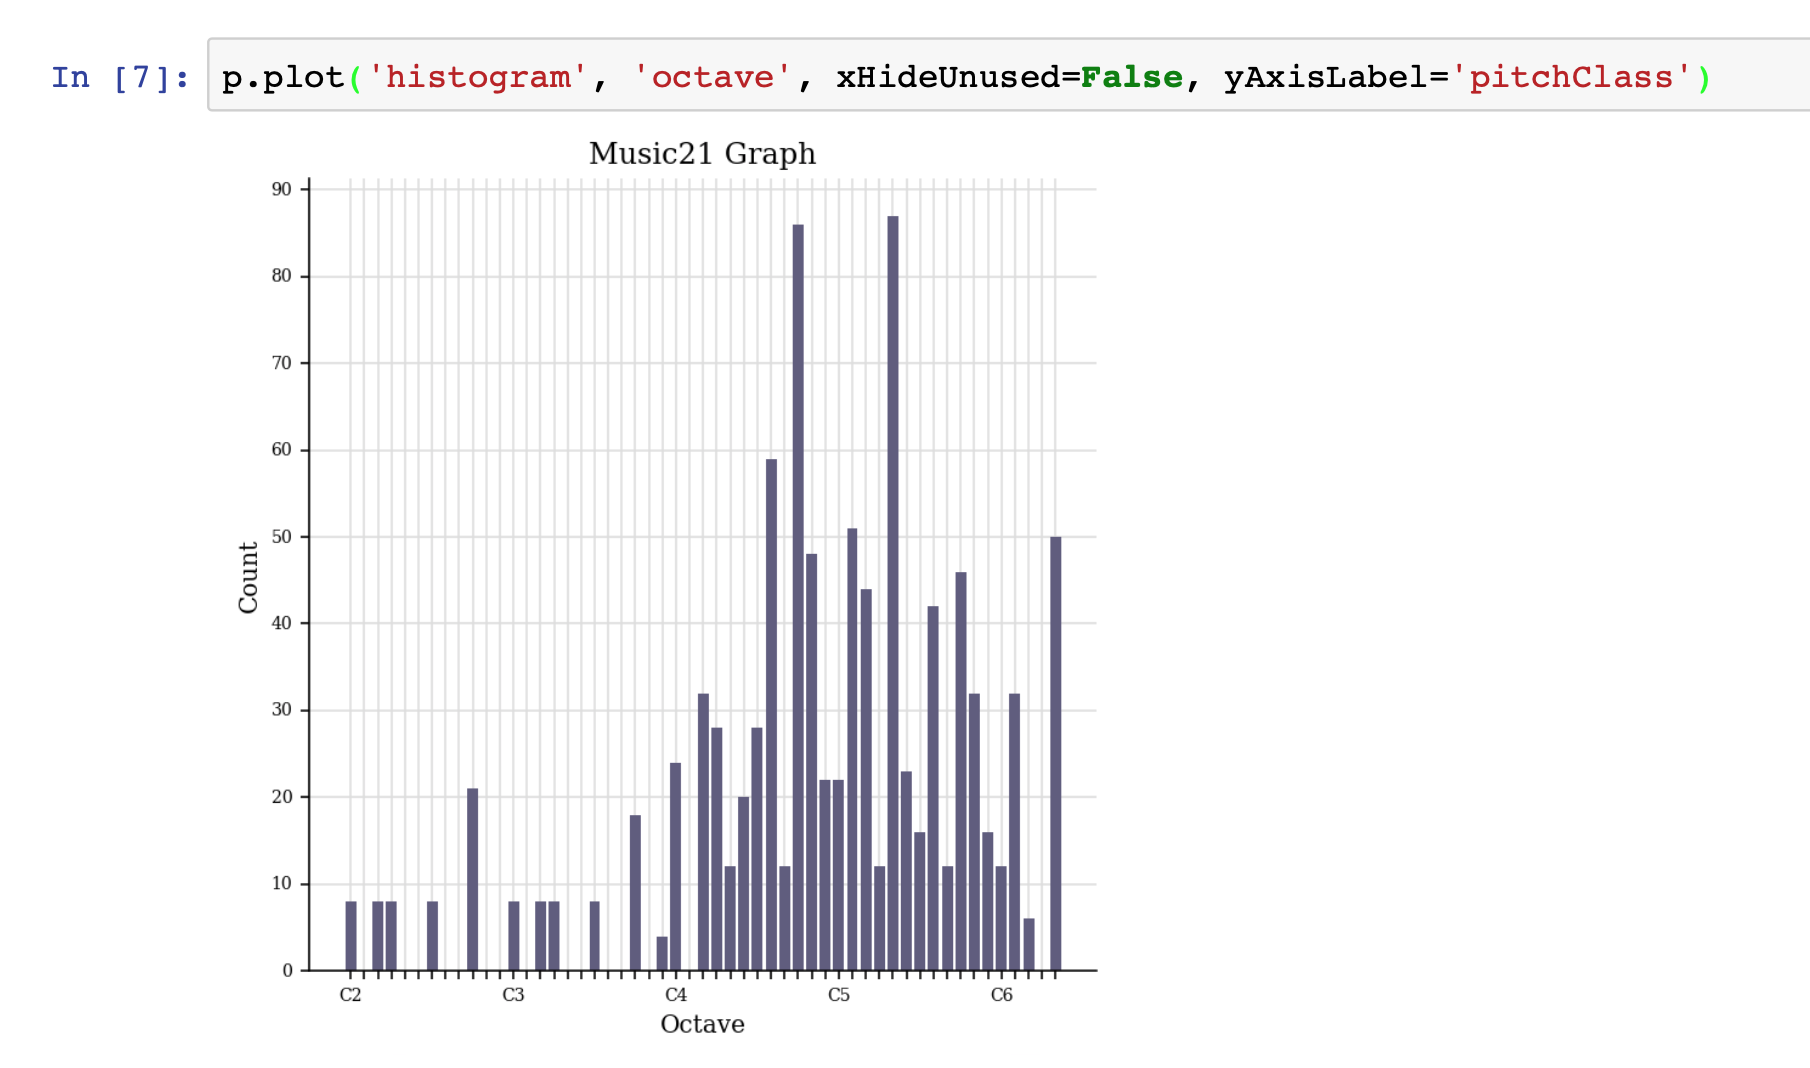 In [7]: p.plot('histogram', 'octave', xHideUnused=False, yAxisLabel='pitchClass')
Music21 Graph
90
80
70
60
50
40
30
20
10
0
Count
C2 C3 C4 C5 C6
Octave